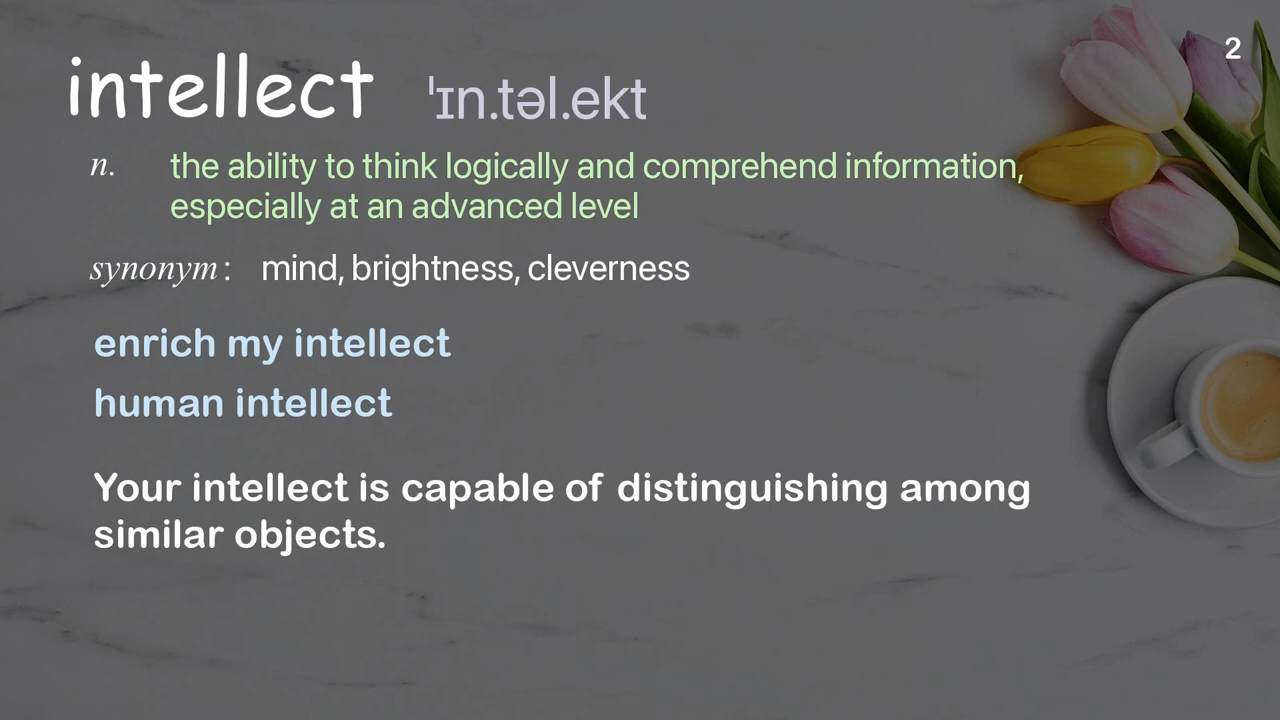 2
intellect ˈɪn.təl.ekt
n. the ability to think logically and comprehend information,
especially at an advanced level
synonym: mind, brightness, cleverness
enrich my intellect
human intellect
Your intellect is capable of distinguishing among
similar objects.